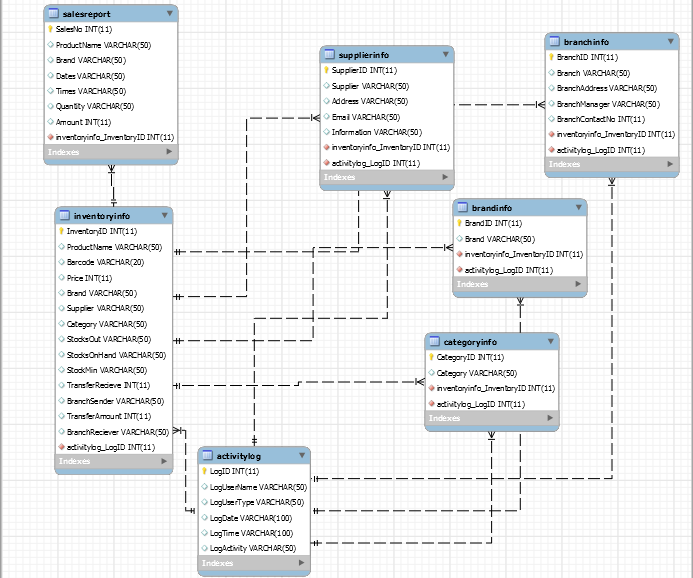 salesreport
SalesNo INT(11)
ProductName VARCHAR(50)
Brand VARCHAR(50)
Dates VARCHAR(50)
Times VARCHAR(50)
Quantity VARCHAR(50)
Amount INT(11)
inventoryinfo_InventoryID INT(11)
Indexes
supplierinfo
SupplierID INT(11)
Supplier VARCHAR(50)
Address VARCHAR(50)
Email VARCHAR(50)
Information VARCHAR(50)
inventoryinfo_InventoryID INT(11)
activitylog_LogID INT(11)
Indexes
branchinfo
BranchID INT(11)
Branch VARCHAR(50)
BranchAddress VARCHAR(50)
BranchManager VARCHAR(50)
BranchContactNo INT(11)
inventoryinfo_InventoryID INT(11)
activitylog_LogID INT(11)
Indexes
inventoryinfo
InventoryID INT(11)
ProductName VARCHAR(50)
Barcode VARCHAR(20)
Price INT(11)
Brand VARCHAR(50)
Supplier VARCHAR(50)
Category VARCHAR(50)
StocksOut VARCHAR(50)
StocksOnHand VARCHAR(50)
StockMin VARCHAR(50)
TransferRecieve INT(11)
BranchSender VARCHAR(50)
TransferAmount INT(11)
BranchReciever VARCHAR(50)
activitylog_LogID INT(11)
Indexes
brandinfo
BrandID INT(11)
Brand VARCHAR(50)
inventoryinfo_InventoryID INT(11)
activitylog_LogID INT(11)
Indexes
categoryinfo
CategoryID INT(11)
Category VARCHAR(50)
inventoryinfo_InventoryID INT(11)
activitylog_LogID INT(11)
Indexes
activitylog
LogID INT(11)
LogUserName VARCHAR(50)
LogUserType VARCHAR(50)
LogDate VARCHAR(100)
LogTime VARCHAR(100)
LogActivity VARCHAR(50)
Indexes